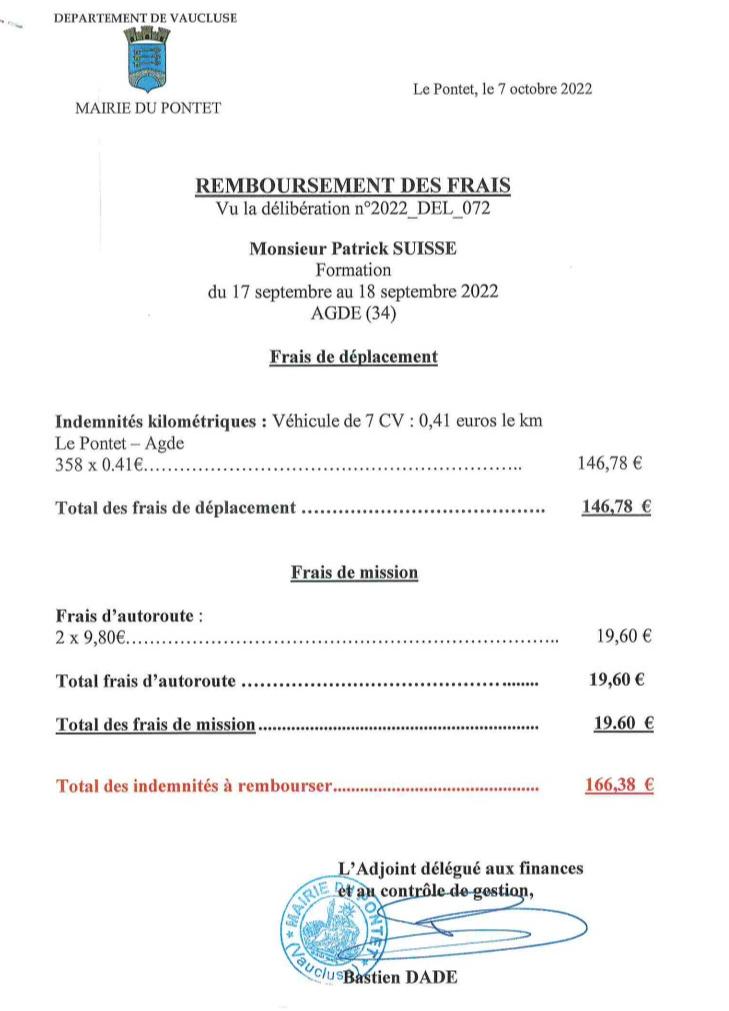 DEPARTEMENT DE VAUCLUSE
MAIRIE DU PONTET
Le Pontet, le 7 octobre 2022
REMBOURSEMENT DES FRAIS
Vu la délibération n°2022_DEL_072
Monsieur Patrick SUISSE
Formation
du 17 septembre au 18 septembre 2022
AGDE (34)
Frais de déplacement
Indemnités kilométriques : Véhicule de 7 CV : 0,41 euros le km
Le Pontet – Agde
358 x 0.41€.................................................................. 146,78 €
Total des frais de déplacement .......................................... 146,78 €
Frais de mission
Frais d'autoroute :
2 x 9,80€.......................................................................... 19,60 €
Total frais d'autoroute .................................................... 19,60 €
Total des frais de mission................................................. 19.60 €
Total des indemnités à rembourser.................................... 166,38 €
L'Adjoint délégué aux finances
et au contrôle de gestion,
MAIRIE DU PONTET
(Vaucluse)
Bastien DADE